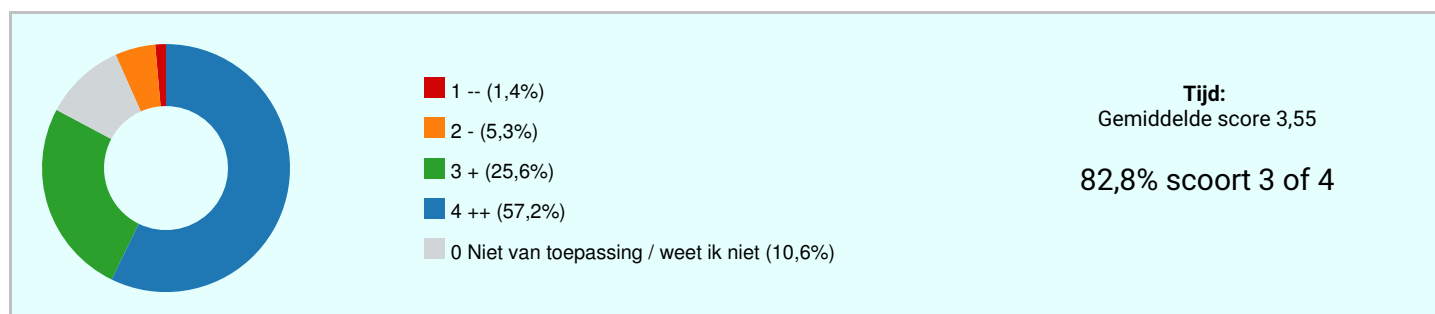 1 -- (1,4%)
2 - (5,3%)
3 + (25,6%)
4 ++ (57,2%)
0 Niet van toepassing / weet ik niet (10,6%)
Tijd:
Gemiddelde score 3,55
82,8% scoort 3 of 4